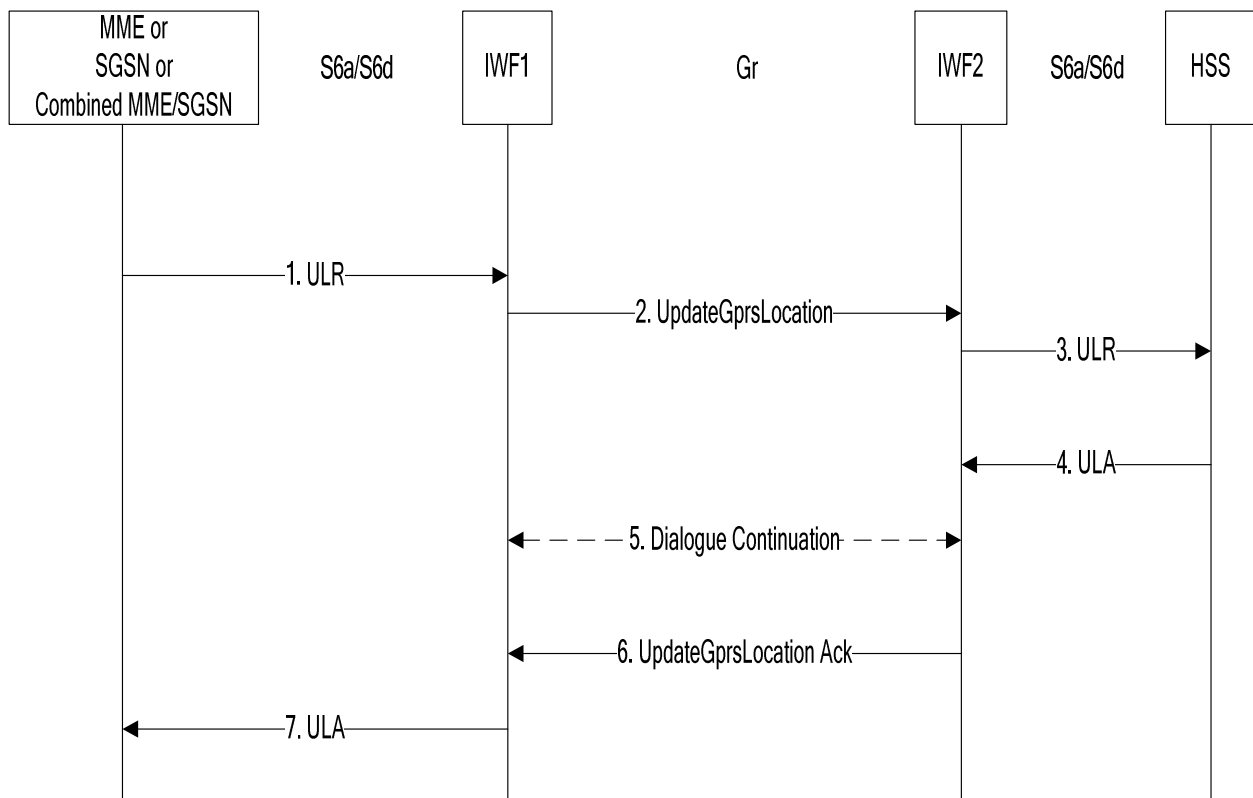 MME or
SGSN or
Combined MME/SGSN
S6a/S6d
IWF1
Gr
IWF2
S6a/S6d
HSS
1. ULR
2. UpdateGprsLocation
3. ULR
4. ULA
5. Dialogue Continuation
6. UpdateGprsLocation Ack
7. ULA